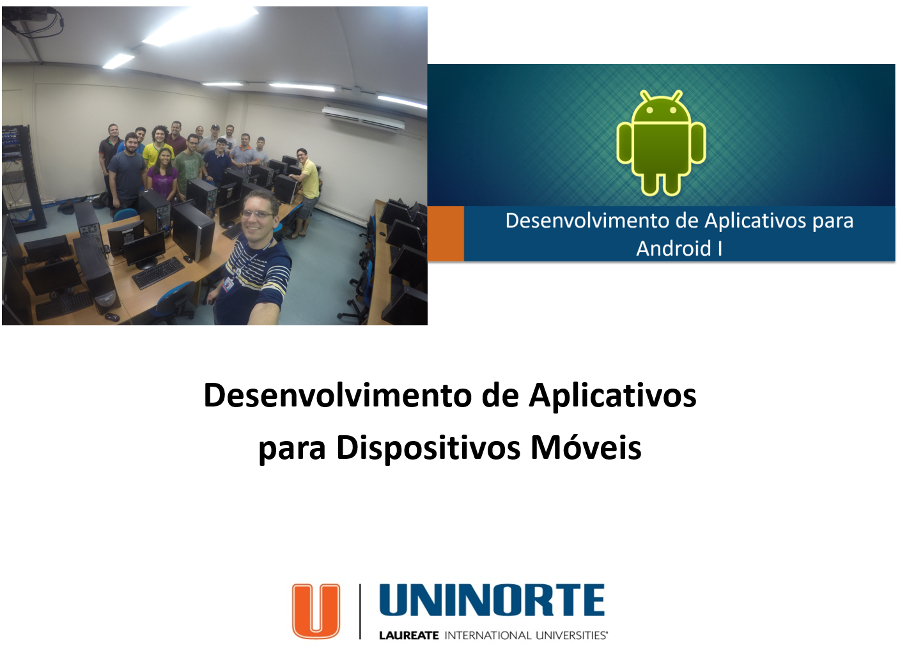 Desenvolvimento de Aplicativos para
Android I
Desenvolvimento de Aplicativos
para Dispositivos Móveis
U
UNINORTE
LAUREATE INTERNATIONAL UNIVERSITIES®